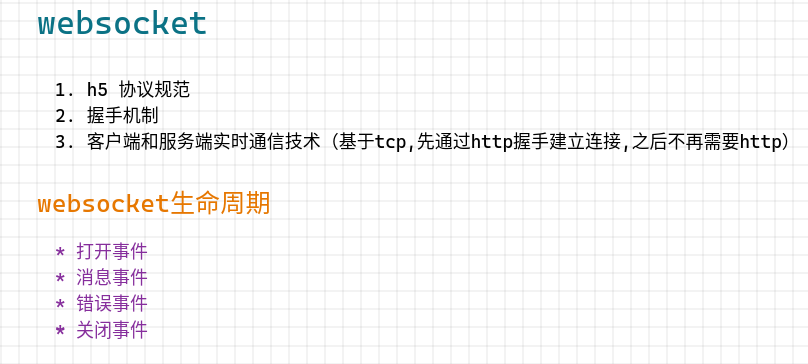 websocket
1. h5 协议规范
2. 握手机制
3. 客户端和服务端实时通信技术（基于tcp,先通过http握手建立连接,之后不再需要http）
websocket生命周期
* 打开事件
* 消息事件
* 错误事件
* 关闭事件